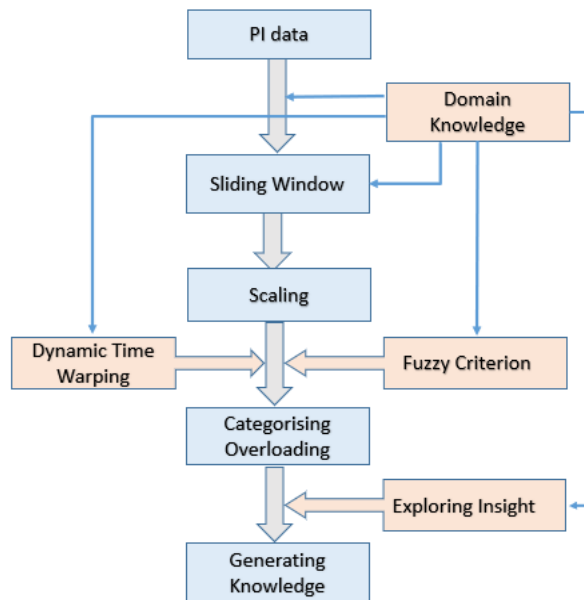 PI data
Domain
Knowledge
Sliding Window
Scaling
Dynamic Time
Warping
Fuzzy Criterion
Categorising
Overloading
Exploring Insight
Generating
Knowledge